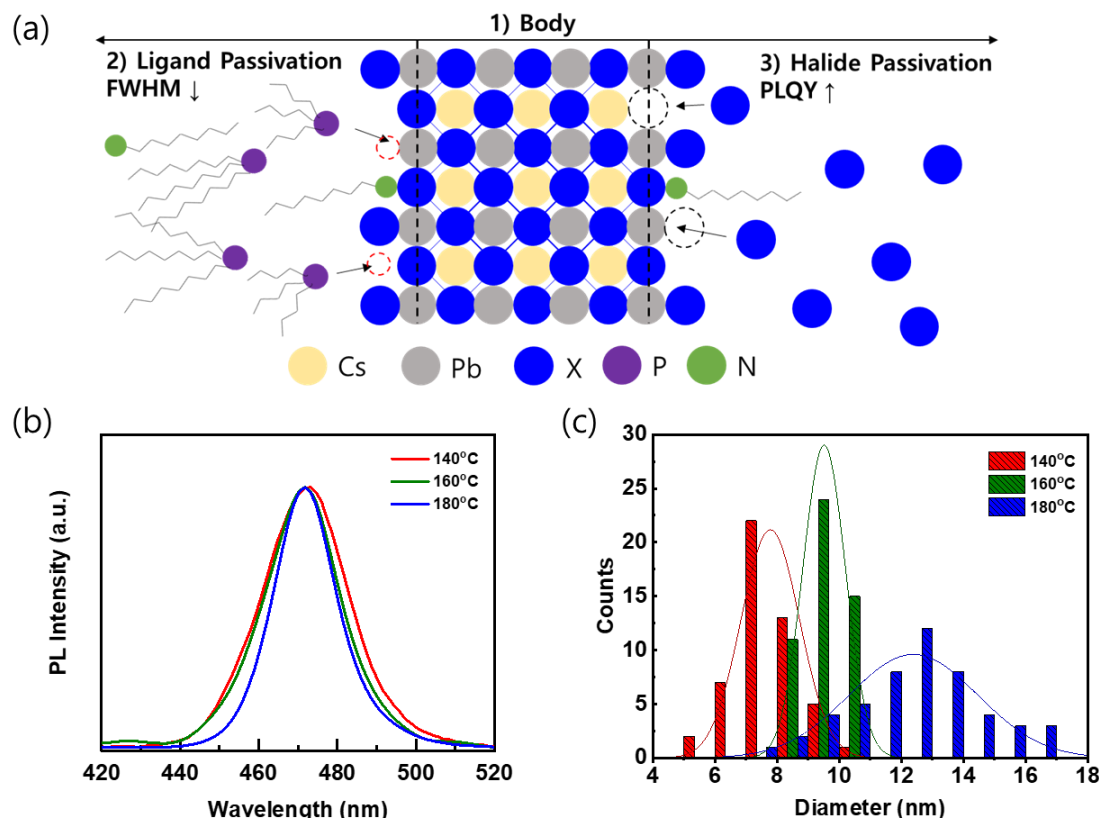 (a)
1) Body
2) Ligand Passivation
FWHM ↓
3) Halide Passivation
PLQY ↑
Cs
Pb
X
P
N
(b)
140°C
160°C
180°C
PL Intensity (a.u.)
420
440
460
480
500
520
Wavelength (nm)
(c)
30
25
20
15
10
5
0
140°C
160°C
180°C
Counts
4
6
8
10
12
14
16
18
Diameter (nm)